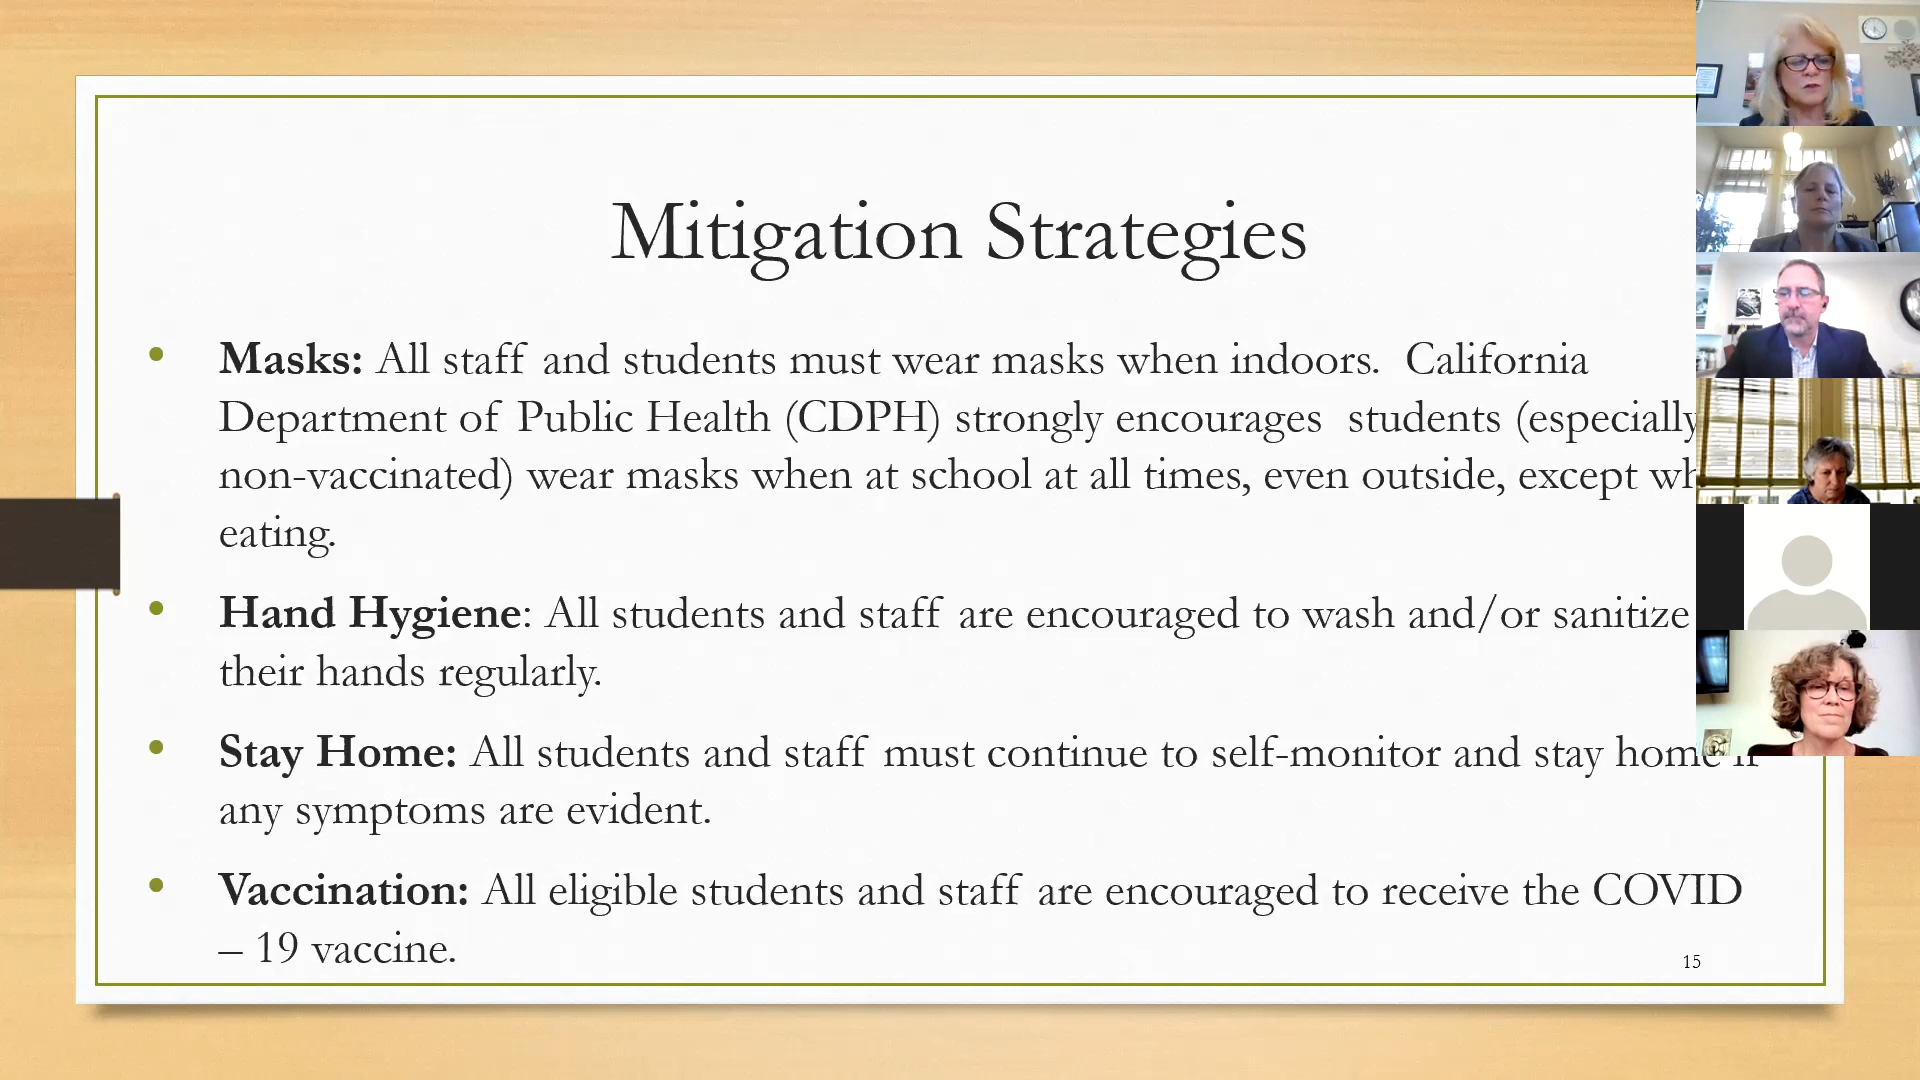 Mitigation Strategies
• Masks: All staff and students must wear masks when indoors. California
Department of Public Health (CDPH) strongly encourages students (especially
non-vaccinated) wear masks when at school at all times, even outside, except
eating.
• Hand Hygiene: All students and staff are encouraged to wash and/or sanitize
their hands regularly.
• Stay Home: All students and staff must continue to self-monitor and stay home
any symptoms are evident.
• Vaccination: All eligible students and staff are encouraged to receive the COVID
– 19 vaccine.
15